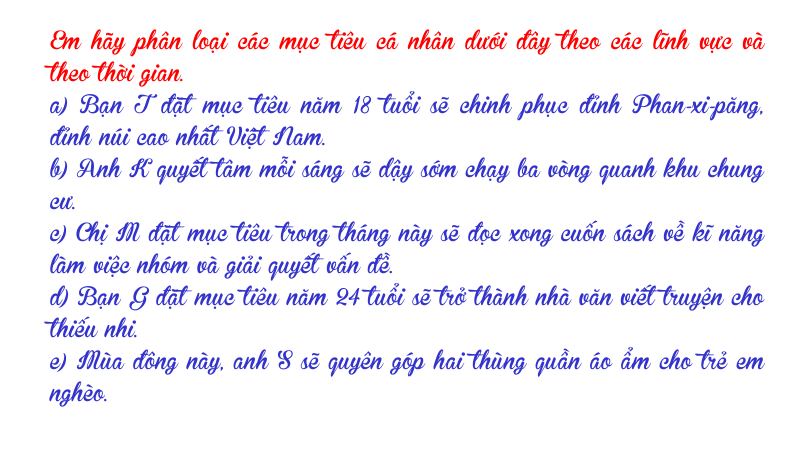 Em hãy phân loại các mục tiêu cá nhân dưới đây theo các lĩnh vực và
theo thời gian.
a) Bạn T đặt mục tiêu năm 18 tuổi sẽ chinh phục đỉnh Phan-xi-păng,
đỉnh núi cao nhất Việt Nam.
b) Anh K quyết tâm mỗi sáng sẽ dậy sớm chạy ba vòng quanh khu chung
cư.
c) Chị M đặt mục tiêu trong tháng này sẽ đọc xong cuốn sách về kĩ năng
làm việc nhóm và giải quyết vấn đề.
d) Bạn G đặt mục tiêu năm 24 tuổi sẽ trở thành nhà văn viết truyện cho
thiếu nhi.
e) Mùa đông này, anh S sẽ quyên góp hai thùng quần áo ẩm cho trẻ em
nghèo.